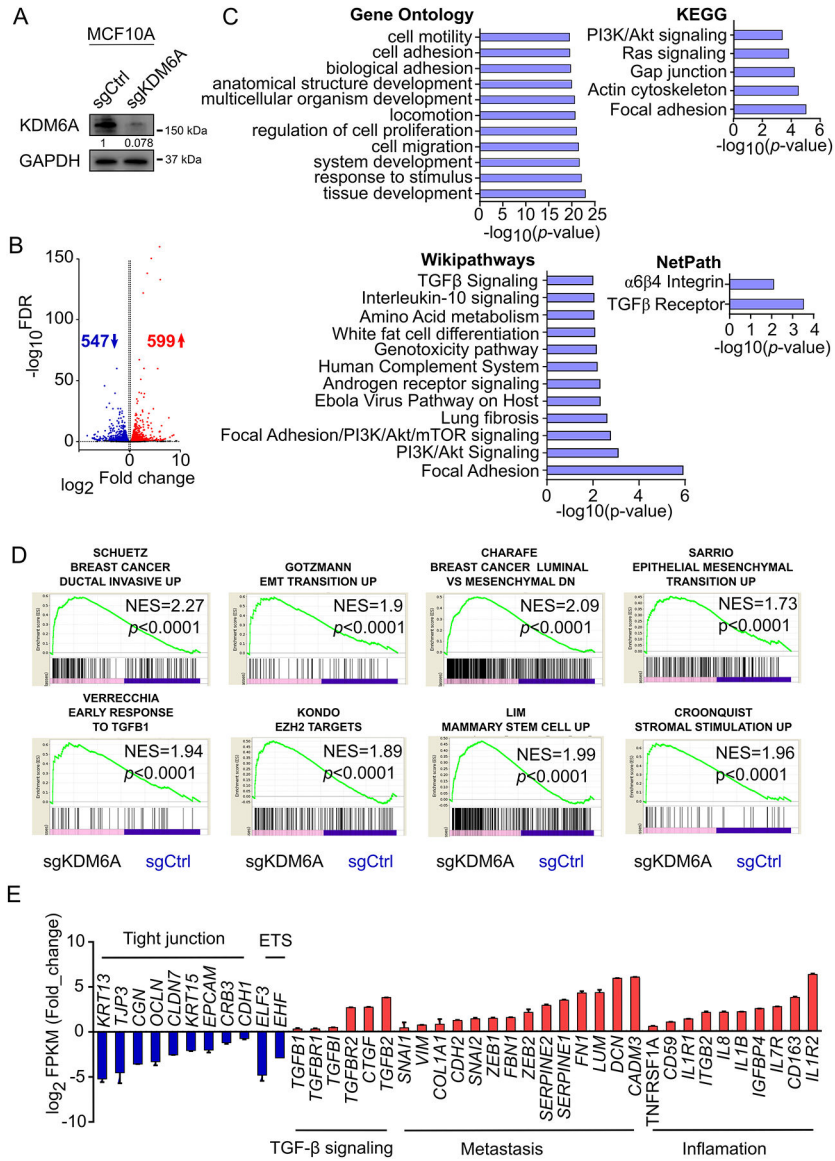 A
MCF10A
sgCtrl
sgKDM6A
KDM6A
150 kDa
1 0.078
GAPDH
37 kDa
B
-log10FDR
150
100
50
0
547
599
0 10
log2 Fold change
C
Gene Ontology
cell motility
cell adhesion
biological adhesion
anatomical structure development
multicellular organism development
locomotion
regulation of cell proliferation
cell migration
system development
response to stimulus
tissue development
0 5 10 15 20 25
-log10(p-value)
KEGG
PI3K/Akt signaling
Ras signaling
Gap junction
Actin cytoskeleton
Focal adhesion
0 2 4 6
-log10(p-value)
Wikipathways
TGFβ Signaling
Interleukin-10 signaling
Amino Acid metabolism
White fat cell differentiation
Genotoxicity pathway
Human Complement System
Androgen receptor signaling
Ebola Virus Pathway on Host
Lung fibrosis
Focal Adhesion/PI3K/Akt/mTOR signaling
PI3K/Akt Signaling
Focal Adhesion
0 2 4 6
-log10(p-value)
NetPath
α6β4 Integrin
TGFβ Receptor
0 1 2 3 4
-log10(p-value)
D
SCHUETZ
BREAST CANCER
DUCTAL INVASIVE UP
NES=2.27
p<0.0001
GOTZMANN
EMT TRANSITION UP
NES=1.9
p<0.0001
CHARAFE
BREAST CANCER LUMINAL
VS MESENCHYMAL DN
NES=2.09
p<0.0001
SARRIO
EPITHELIAL MESENCHYMAL
TRANSITION UP
NES=1.73
p<0.0001
VERRECCHIA
EARLY RESPONSE
TO TGFB1
NES=1.94
p<0.0001
KONDO
EZH2 TARGETS
NES=1.89
p<0.0001
LIM
MAMMARY STEM CELL UP
NES=1.99
p<0.0001
CROONQUIST
STROMAL STIMULATION UP
NES=1.96
p<0.0001
sgKDM6A sgCtrl
sgKDM6A sgCtrl
sgKDM6A sgCtrl
sgKDM6A sgCtrl
E
log2 FPKM (Fold_change)
10
5
0
-5
-10
Tight junction
ETS
KRT13
TJP3
CGN
OCLN
CLDN7
KRT15
EPCAM
CRB3
CDH1
ELF3
EHF
TGFB1
TGFBR1
TGFBI
TGFBR2
CTGF
TGFB2
SNAI1
VIM
COL1A1
CDH2
SNAI2
ZEB1
FBN1
ZEB2
SERPINE2
SERPINE1
FN1
LUM
DCN
CADM3
TNFRSF1A
CD59
IL1R1
ITGB2
IL8
IL1B
IGFBP4
IL7R
CD163
IL1R2
TGF-β signaling
Metastasis
Inflamation